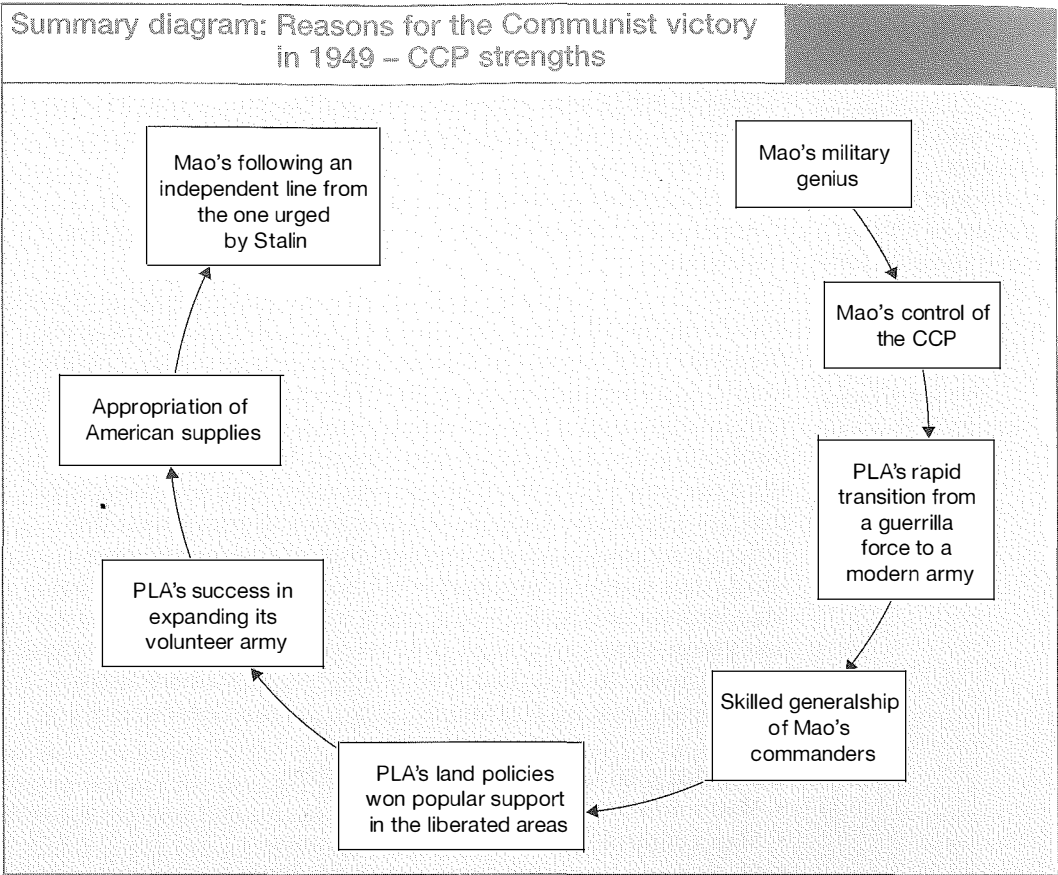 Summary diagram: Reasons for the Communist victory
in 1949 – CCP strengths
Mao's military
genius
Mao's control of
the CCP
PLA's rapid
transition from
a guerrilla
force to a
modern army
Skilled generalship
of Mao's
commanders
PLA's land policies
won popular support
in the liberated areas
PLA's success in
expanding its
volunteer army
Appropriation of
American supplies
Mao's following an
independent line from
the one urged
by Stalin